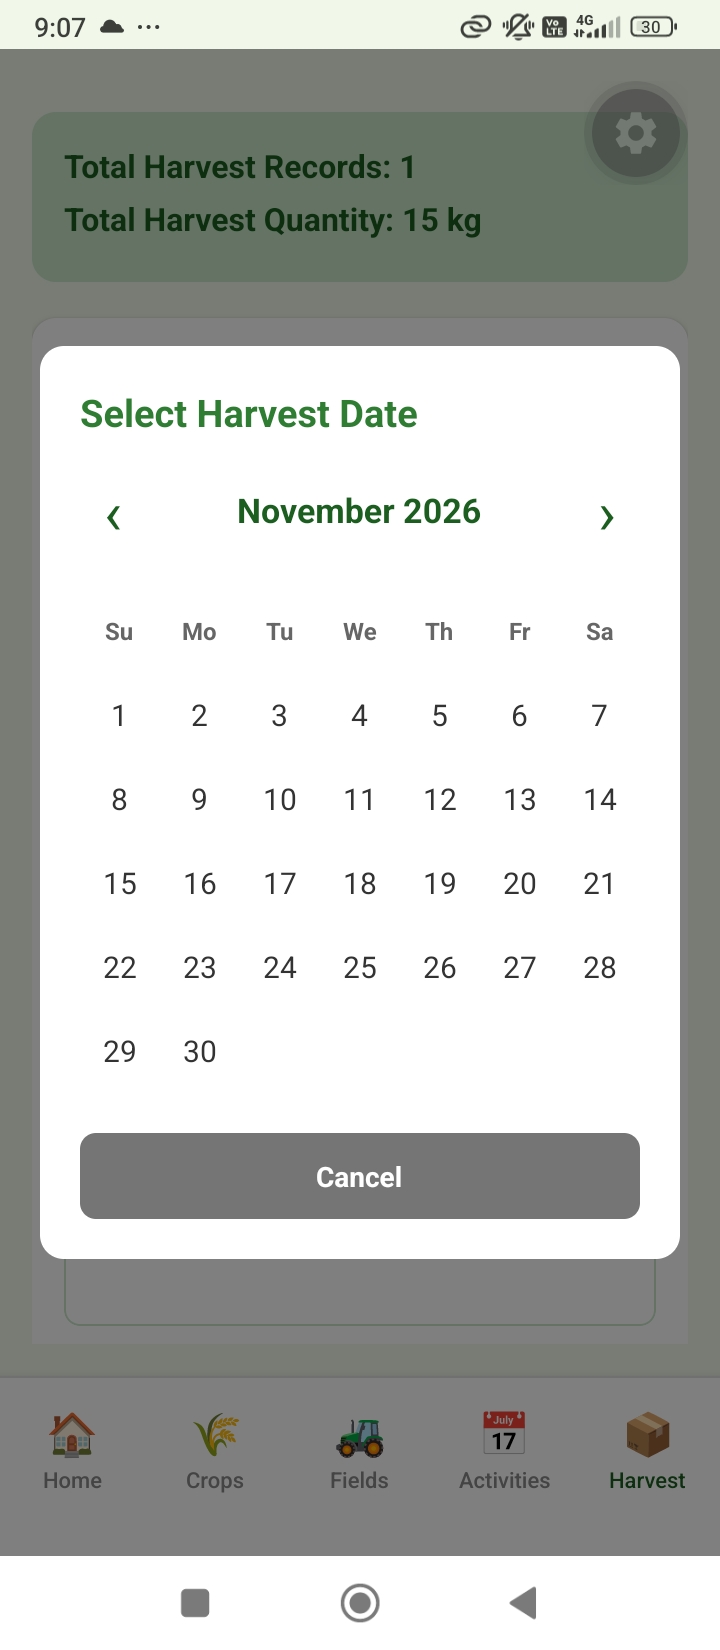 9:07 ... Vo LTE 4G 30
Total Harvest Records: 1
Total Harvest Quantity: 15 kg
Select Harvest Date
‹ November 2026 ›
Su Mo Tu We Th Fr Sa
1 2 3 4 5 6 7
8 9 10 11 12 13 14
15 16 17 18 19 20 21
22 23 24 25 26 27 28
29 30
Cancel
July
17
Home Crops Fields Activities Harvest